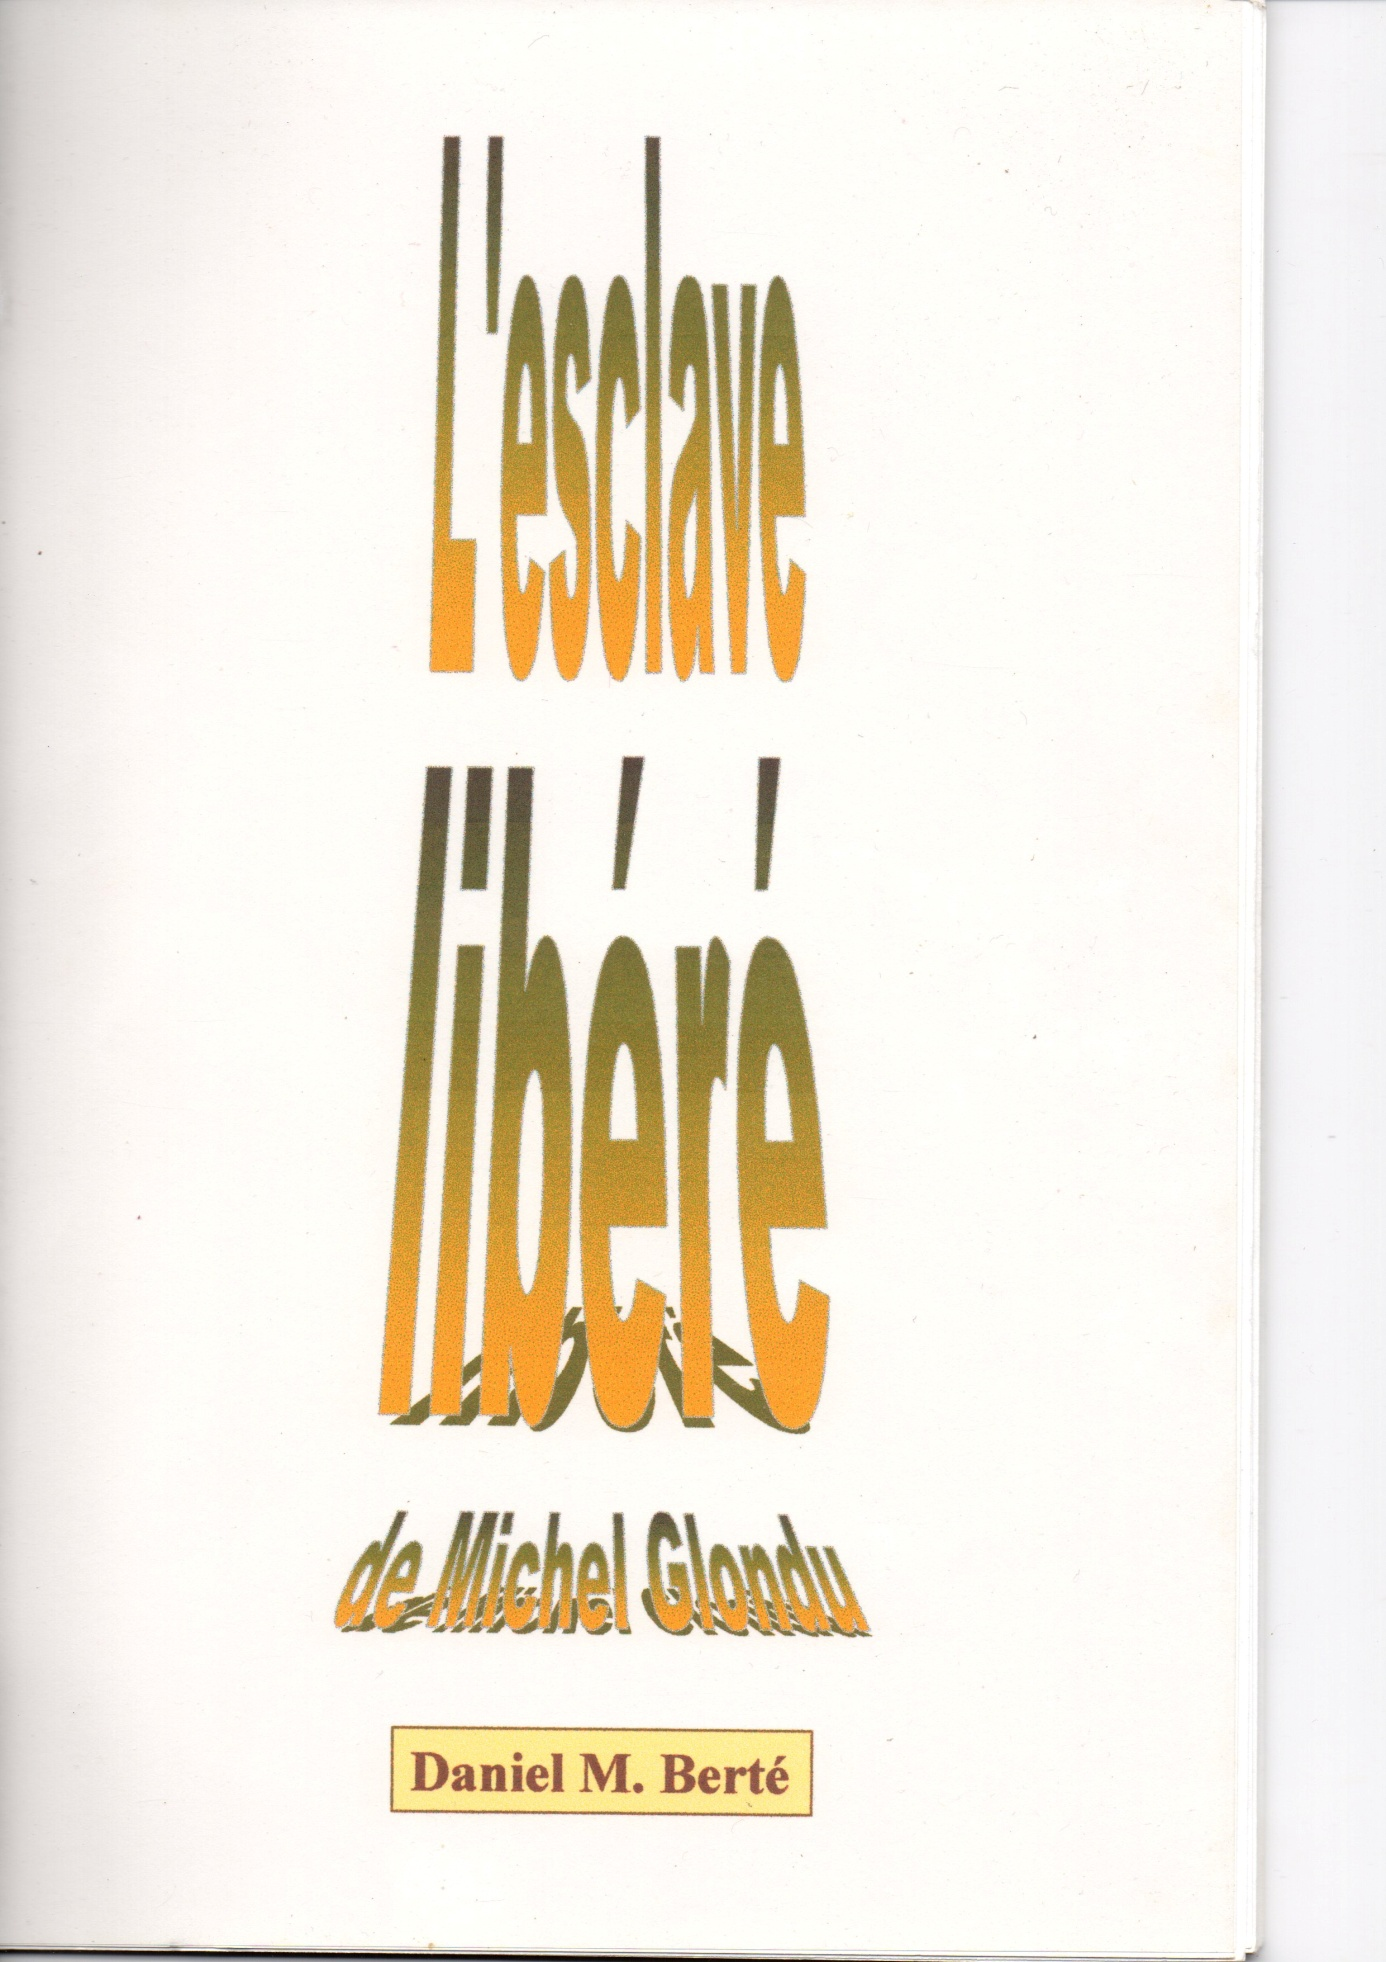 L'esclave
libéré
de Michel Glondu
Daniel M. Berté